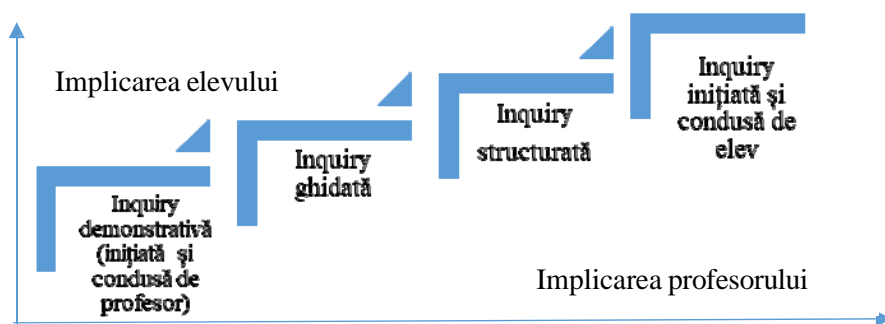 Implicarea elevului
Inquiry
demonstrativă
(inițiată și
condusă de
profesor)
Inquiry
ghidată
Inquiry
structurată
Inquiry
inițiată și
condusă de
elev
Implicarea profesorului